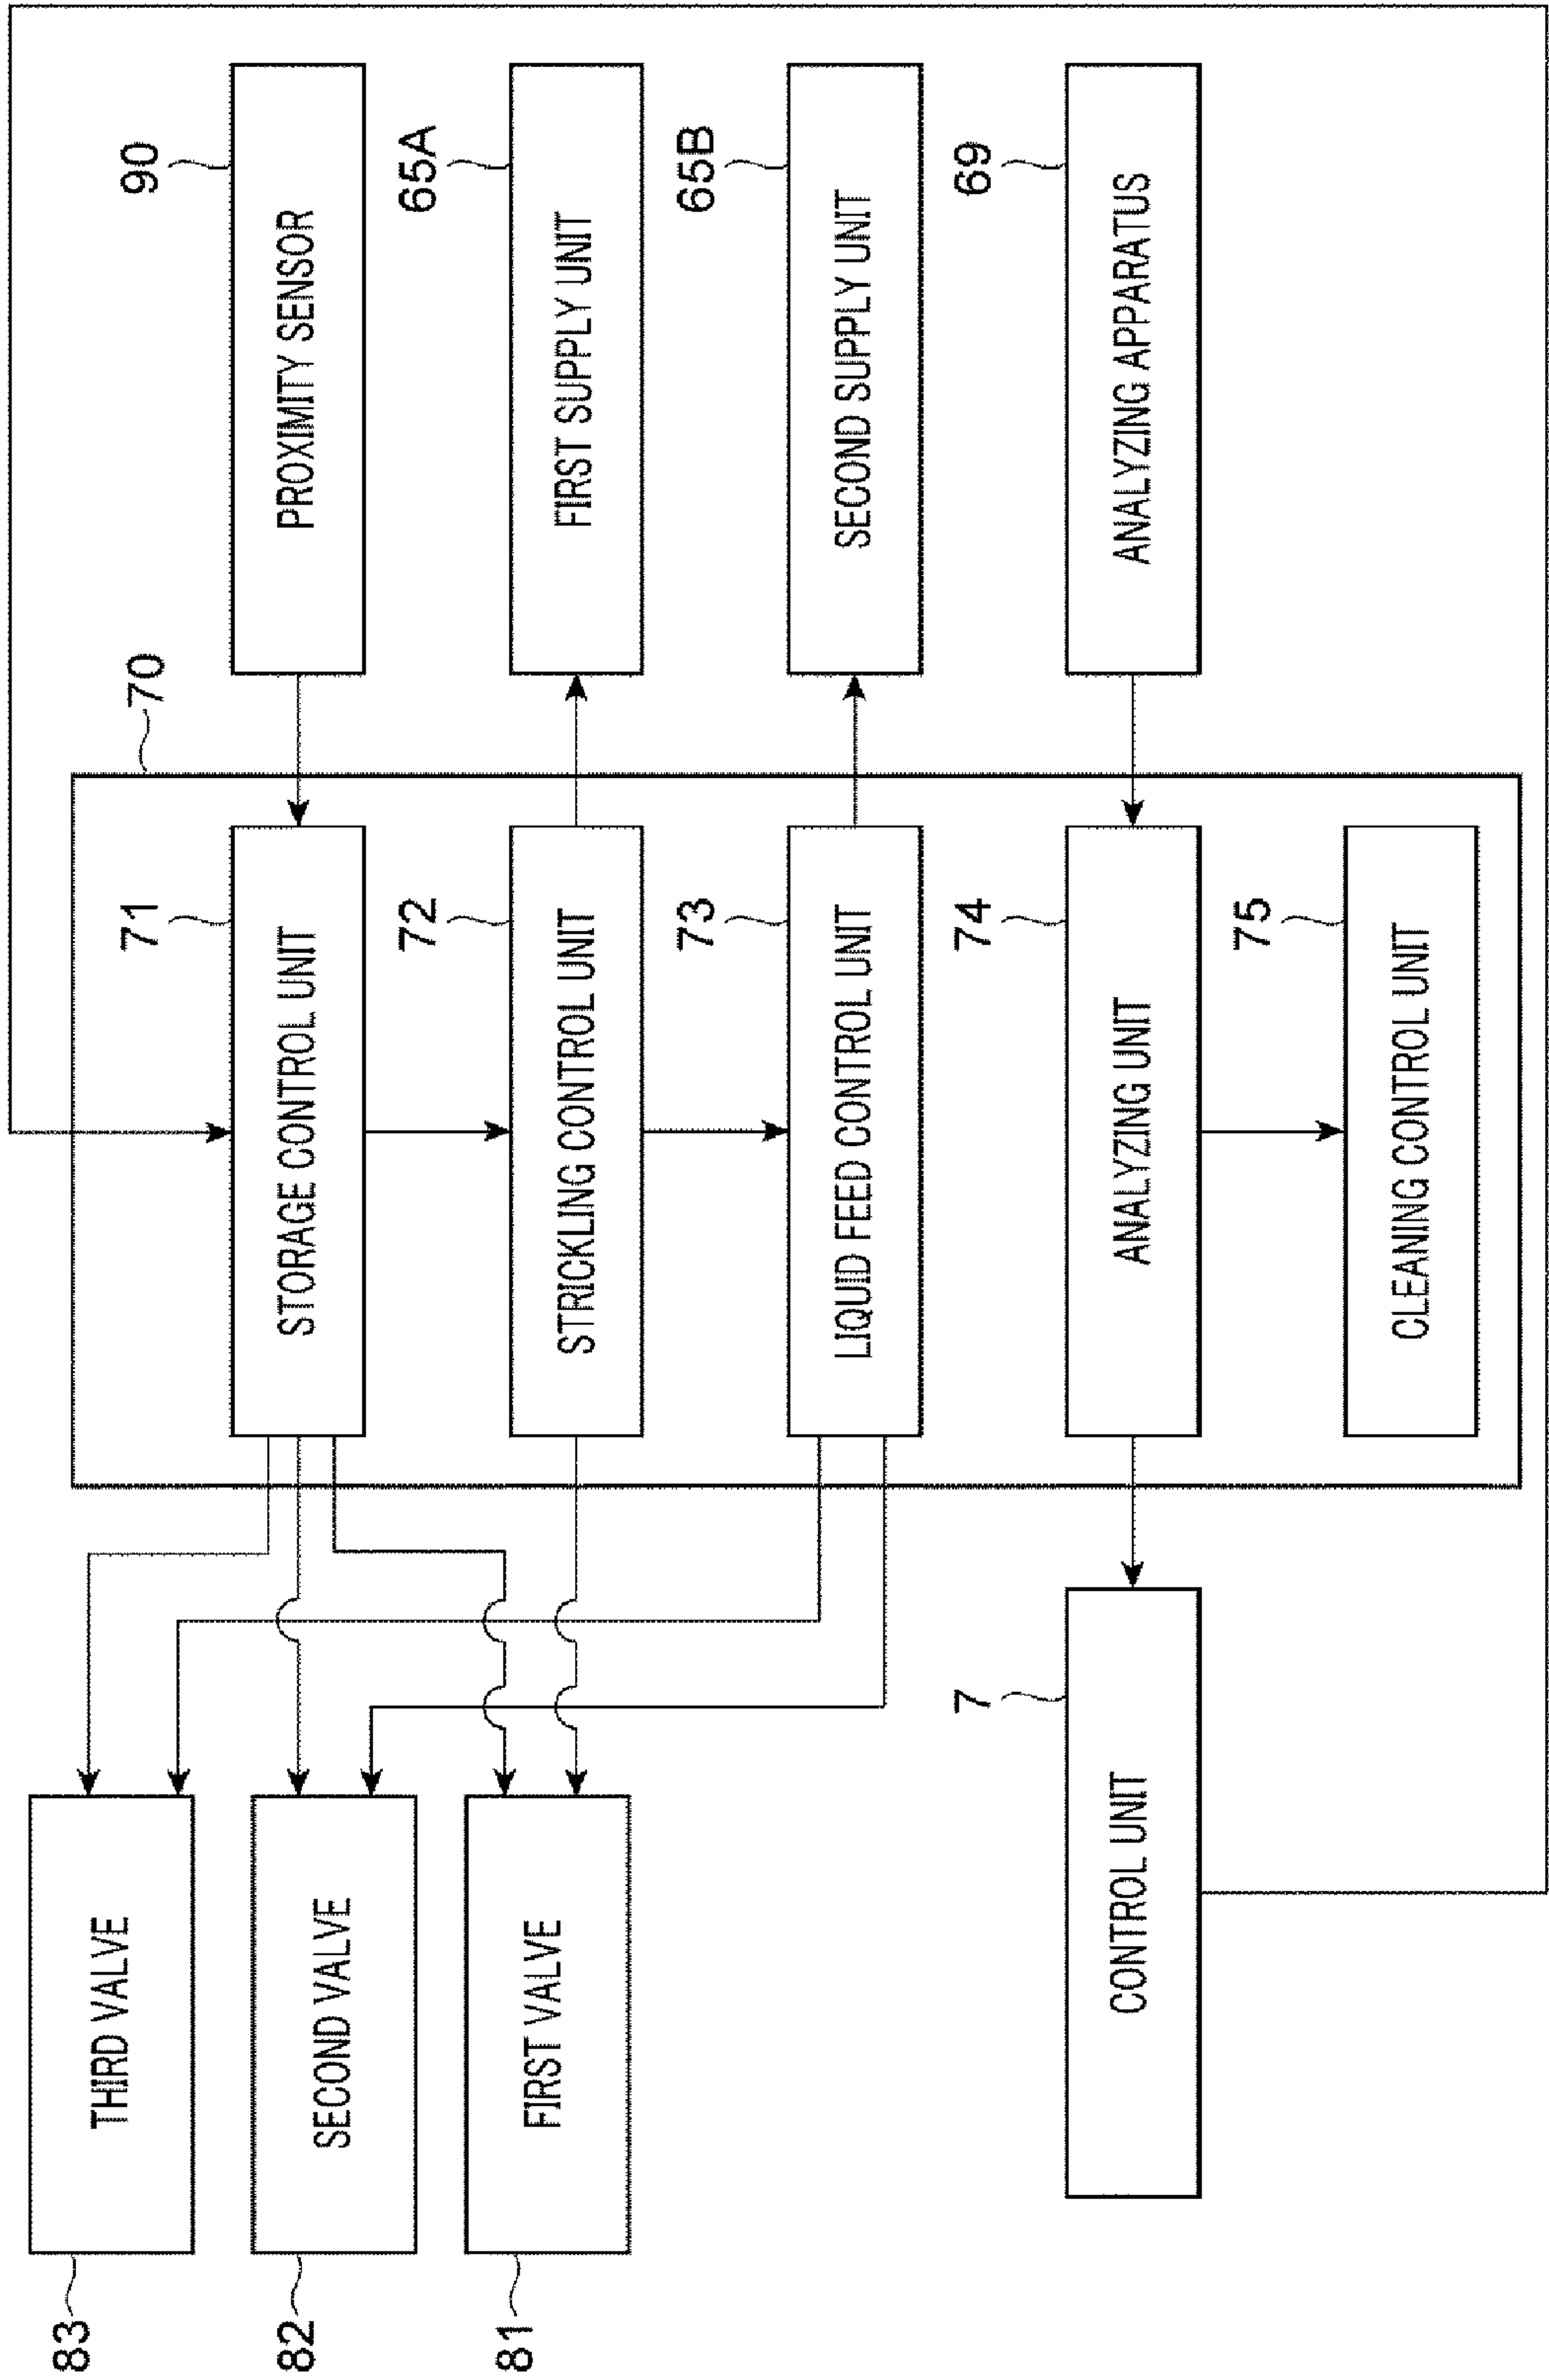 83
THIRD VALVE
82
SECOND VALVE
81
FIRST VALVE
7
CONTROL UNIT
70
71
STORAGE CONTROL UNIT
72
STRICKLING CONTROL UNIT
73
LIQUID FEED CONTROL UNIT
74
ANALYZING UNIT
75
CLEANING CONTROL UNIT
90
PROXIMITY SENSOR
65A
FIRST SUPPLY UNIT
65B
SECOND SUPPLY UNIT
69
ANALYZING APPARATUS